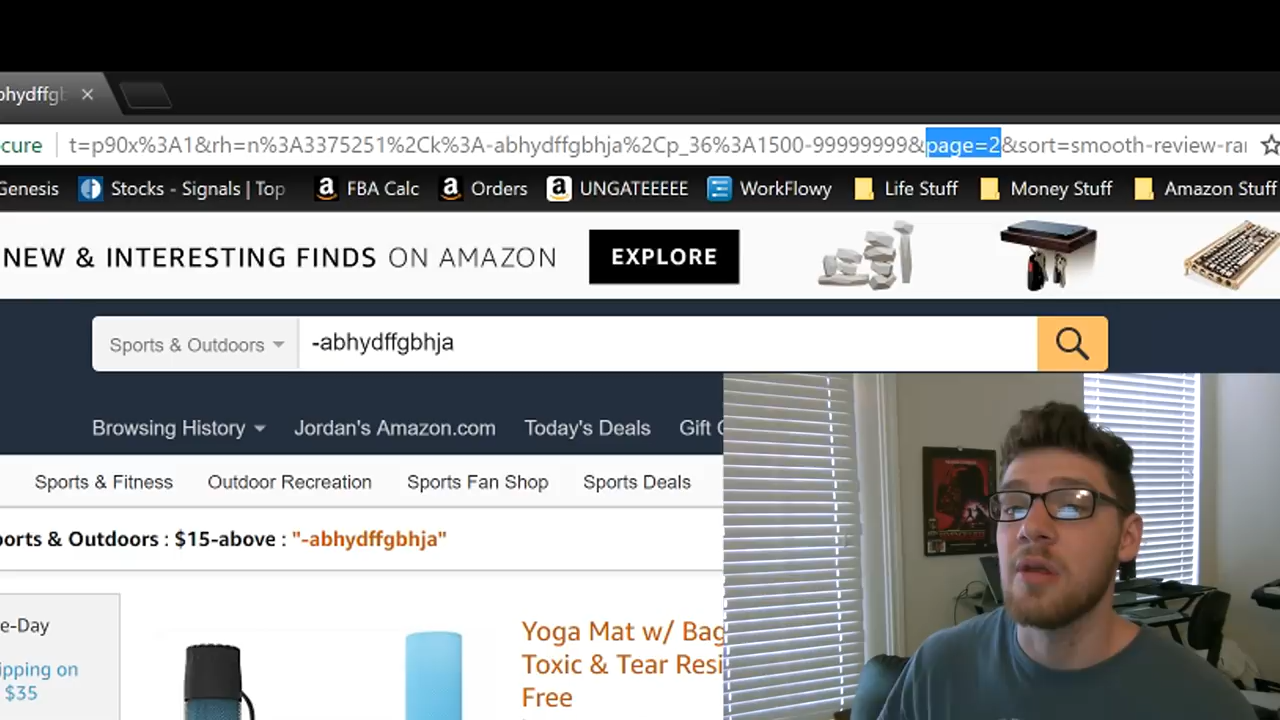 bhydffgb
cure t=p90x%3A1&rh=n%3A3375251%2Ck%3A-abhydffgbhja%2Cp_36%3A1500-99999999&page=2&sort=smooth-review-ra
Genesis Stocks - Signals | Top FBA Calc Orders UNGATEEEEE WorkFlowy Life Stuff Money Stuff Amazon Stuff
NEW & INTERESTING FINDS ON AMAZON EXPLORE
Sports & Outdoors -abhydffgbhja
Browsing History Jordan's Amazon.com Today's Deals Gift C
Sports & Fitness Outdoor Recreation Sports Fan Shop Sports Deals
orts & Outdoors : $15-above : "-abhydffgbhja"
e-Day
ipping on
$35
Yoga Mat w/ Bag
Toxic & Tear Resi
Free